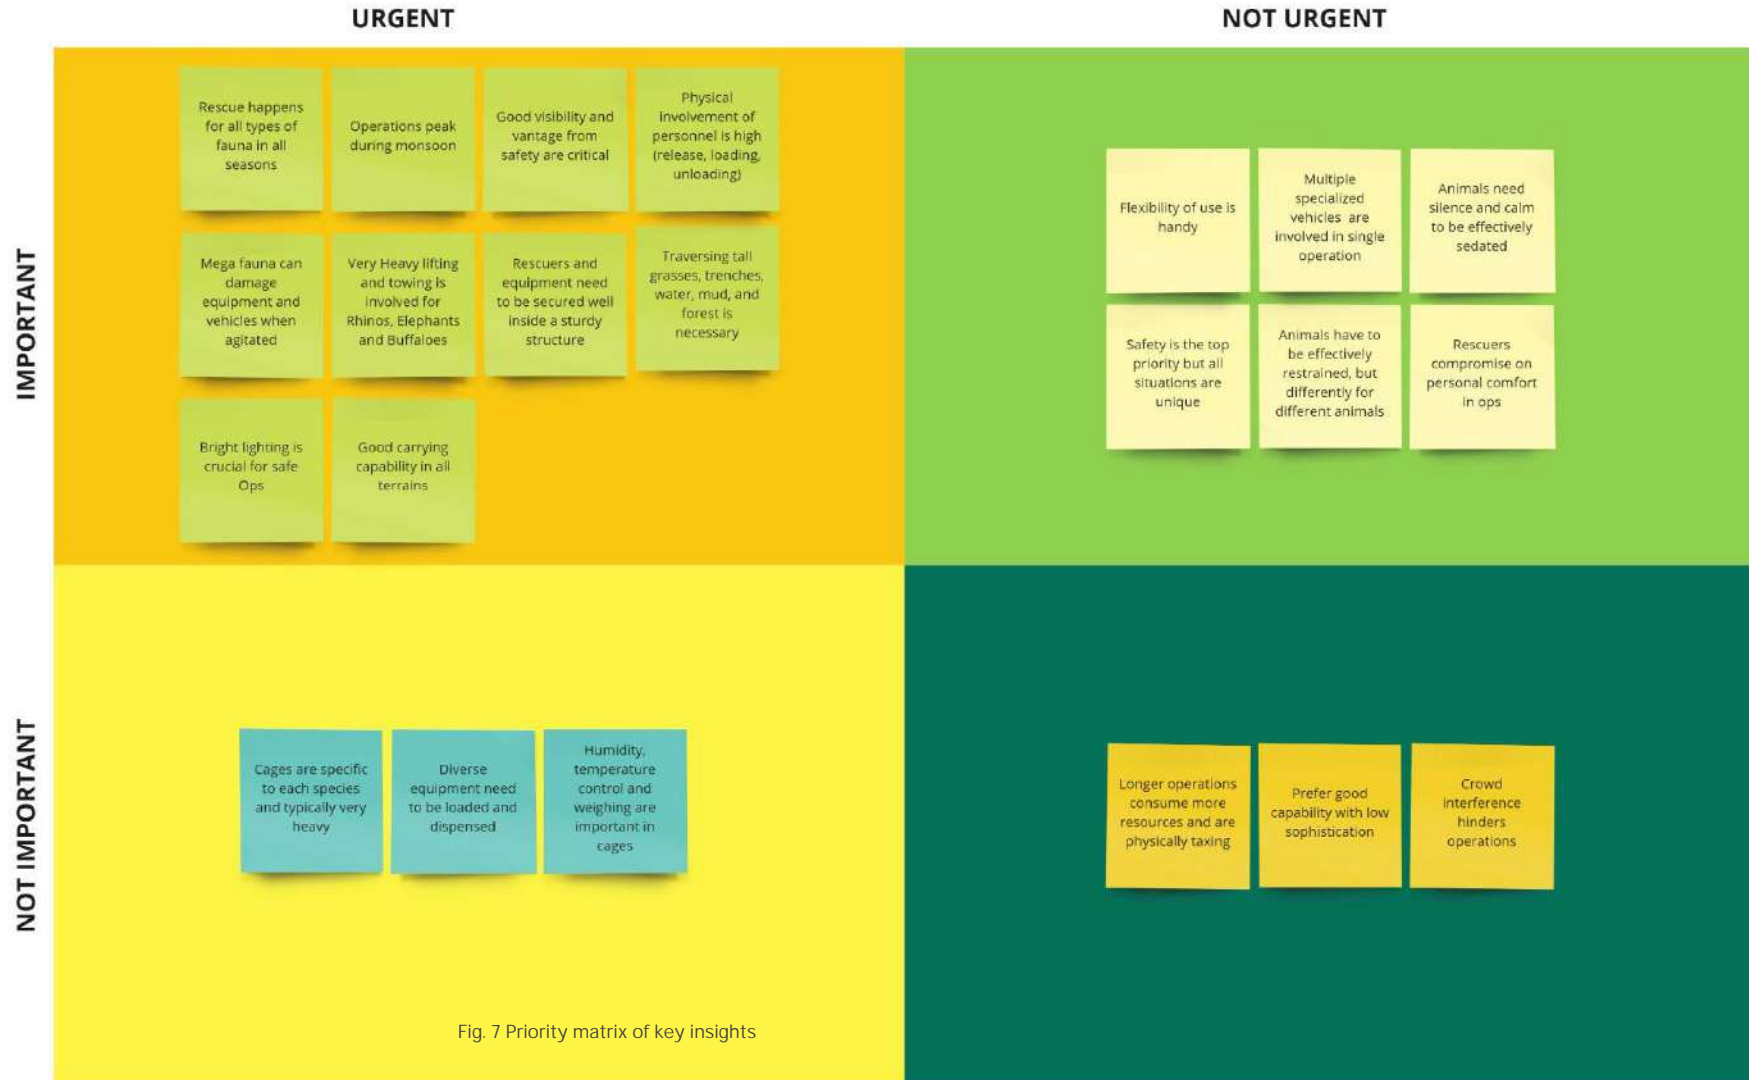 URGENT
NOT URGENT
IMPORTANT
Rescue happens
for all types of
fauna in all
seasons
Operations peak
during monsoon
Good visibility and
vantage from
safety are critical
Physical
involvement of
personnel is high
(release, loading,
unloading)
Mega fauna can
damage
equipment and
vehicles when
agitated
Very Heavy lifting
and towing is
involved for
Rhinos, Elephants
and Buffaloes
Rescuers and
equipment need
to be secured well
inside a sturdy
structure
Traversing tall
grasses, trenches,
water, mud, and
forest is
necessary
Bright lighting is
crucial for safe
Ops
Good carrying
capability in all
terrains
Flexibility of use is
handy
Multiple
specialized
vehicles are
involved in single
operation
Animals need
silence and calm
to be effectively
sedated
Safety is the top
priority but all
situations are
unique
Animals have to
be effectively
restrained, but
differently for
different animals
Rescuers
compromise on
personal comfort
in ops
NOT IMPORTANT
Cages are specific
to each species
and typically very
heavy
Diverse
equipment need
to be loaded and
dispensed
Humidity,
temperature
control and
weighing are
important in
cages
Longer operations
consume more
resources and are
physically taxing
Prefer good
capability with low
sophistication
Crowd
interference
hinders
operations
Fig. 7 Priority matrix of key insights